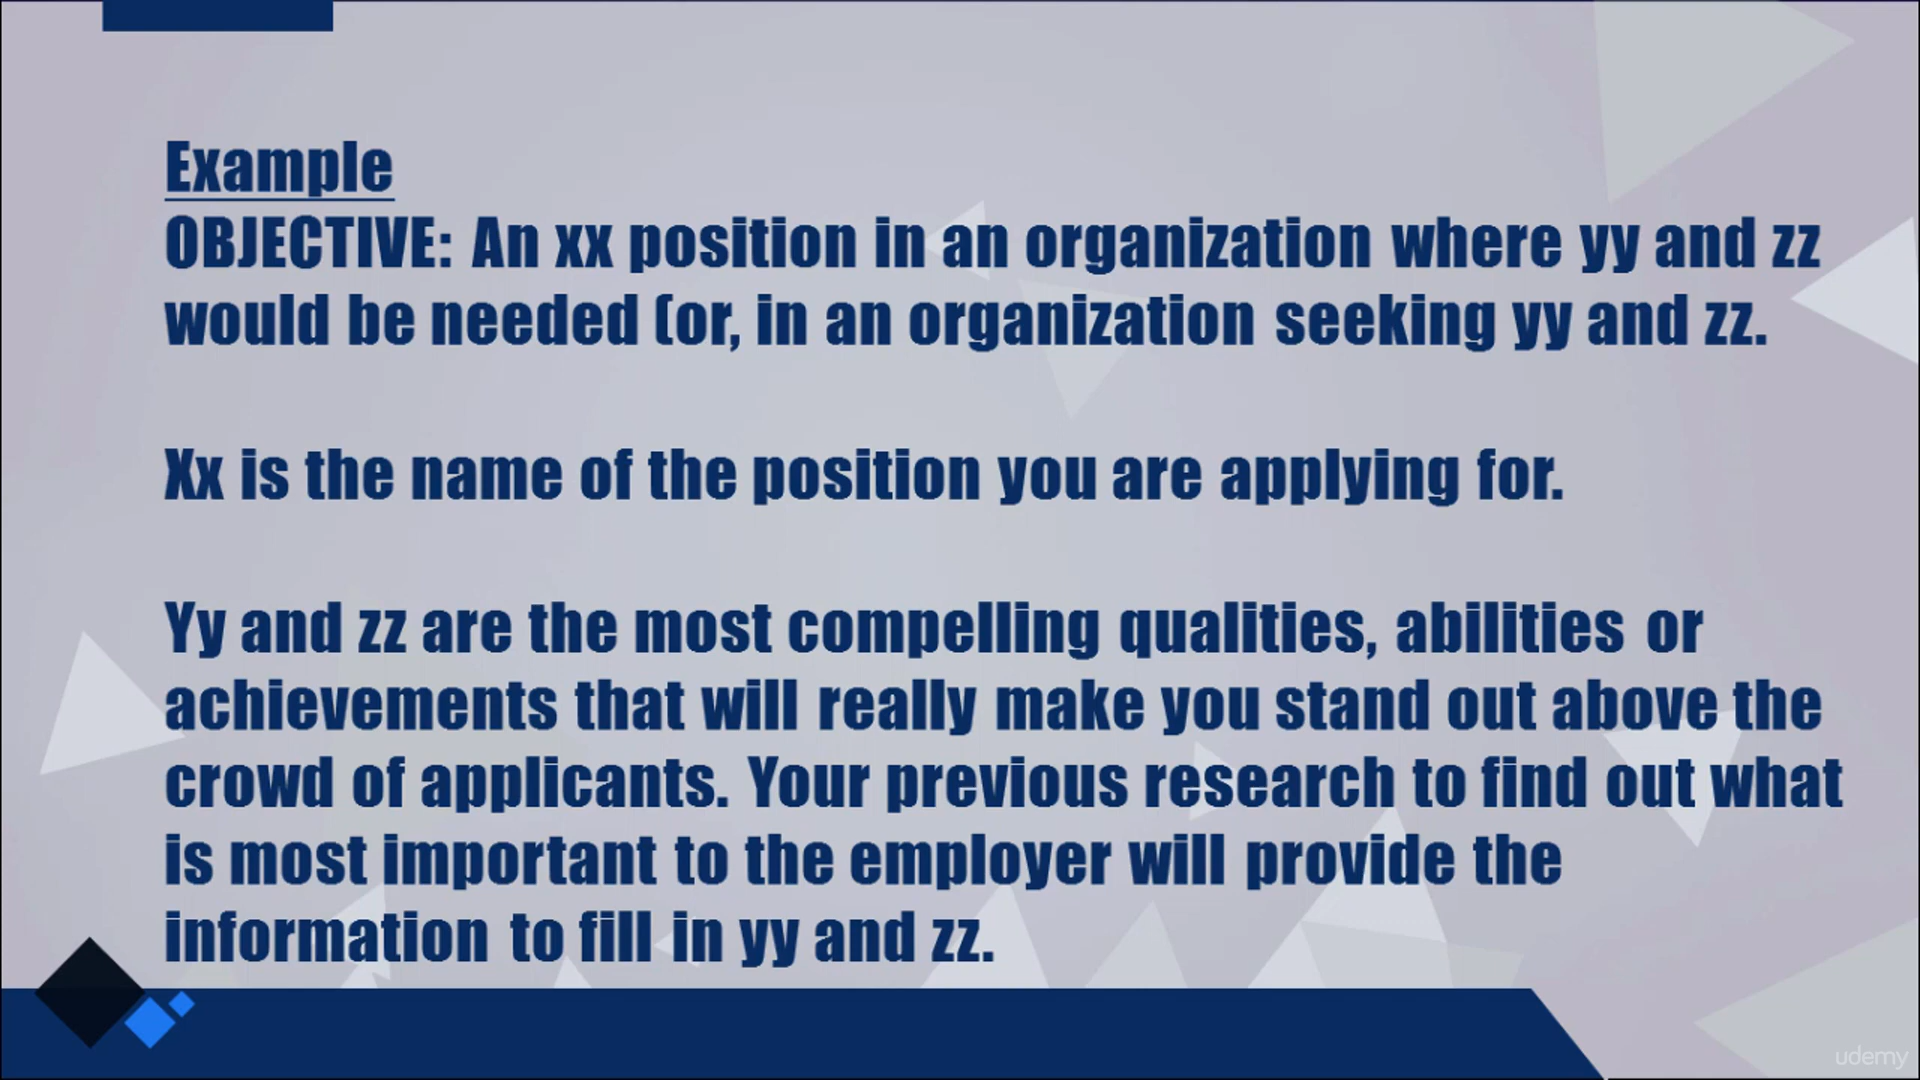 Example
OBJECTIVE: An xx position in an organization where yy and zz
would be needed (or, in an organization seeking yy and zz.
Xx is the name of the position you are applying for.
Yy and zz are the most compelling qualities, abilities or
achievements that will really make you stand out above the
crowd of applicants. Your previous research to find out what
is most important to the employer will provide the
information to fill in yy and zz.
udemy